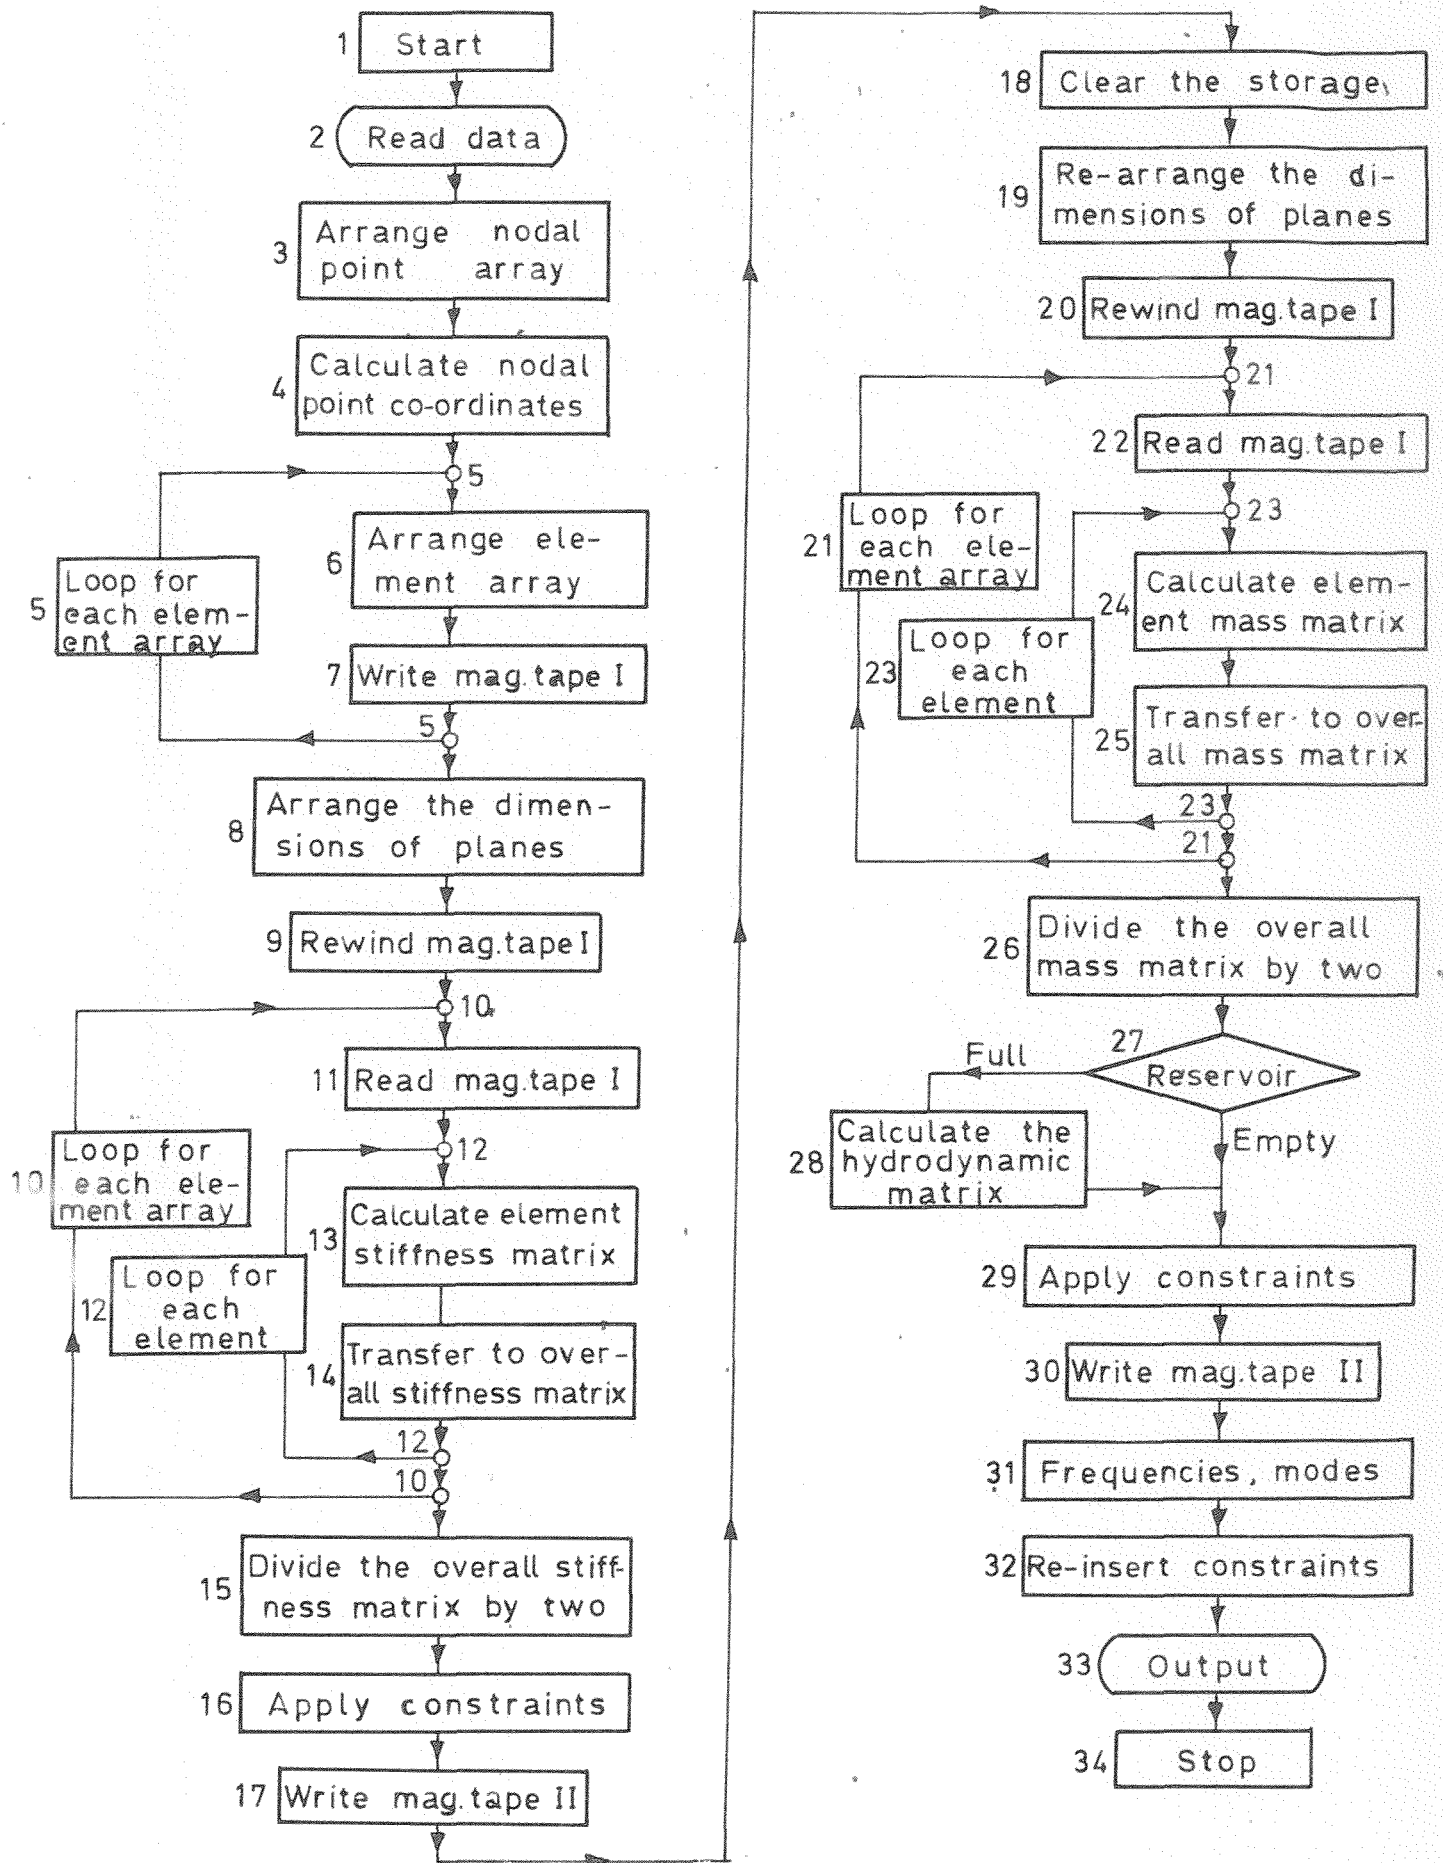 1 Start
2 Read data
3 Arrange nodal
point array
4 Calculate nodal
point co-ordinates
5
6 Arrange ele-
ment array
5 Loop for
each elem-
ent array
7 Write mag.tape I
5
8 Arrange the dimen-
sions of planes
9 Rewind mag.tape I
10
11 Read mag.tape I
10 Loop for
each ele-
ment array
12
13 Calculate element
stiffness matrix
12 Loop for
each
element
14 Transfer to over-
all stiffness matrix
12
10
15 Divide the overall stiff-
ness matrix by two
16 Apply constraints
17 Write mag.tape II
18 Clear the storage
19 Re-arrange the di-
mensions of planes
20 Rewind mag.tape I
21
22 Read mag.tape I
21 Loop for
each ele-
ment array
23
24 Calculate elem-
ent mass matrix
23 Loop for
each
element
25 Transfer to over-
all mass matrix
23
21
26 Divide the overall
mass matrix by two
27
Reservoir
Full
Empty
28 Calculate the
hydrodynamic
matrix
29 Apply constraints
30 Write mag.tape II
31 Frequencies, modes
32 Re-insert constraints
33 Output
34 Stop